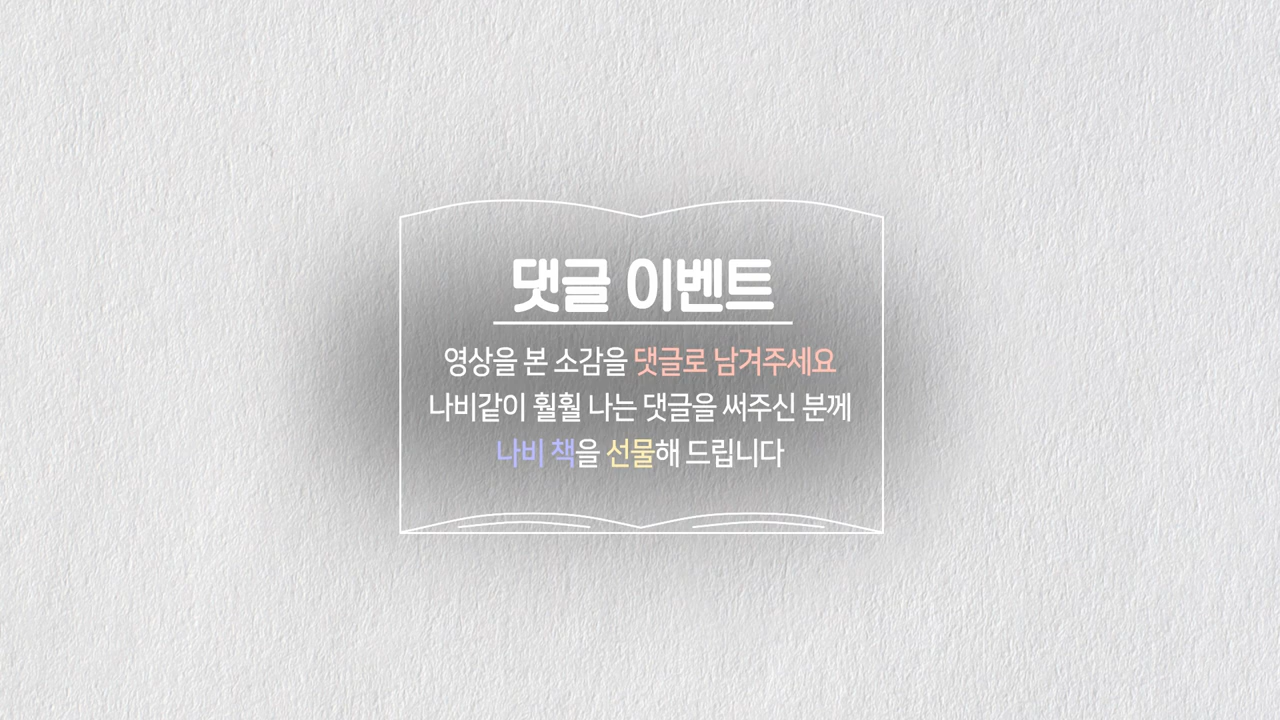 댓글 이벤트
영상을 본 소감을 댓글로 남겨주세요
나비같이 훨훨 나는 댓글을 써주신 분께
나비 책을 선물해 드립니다